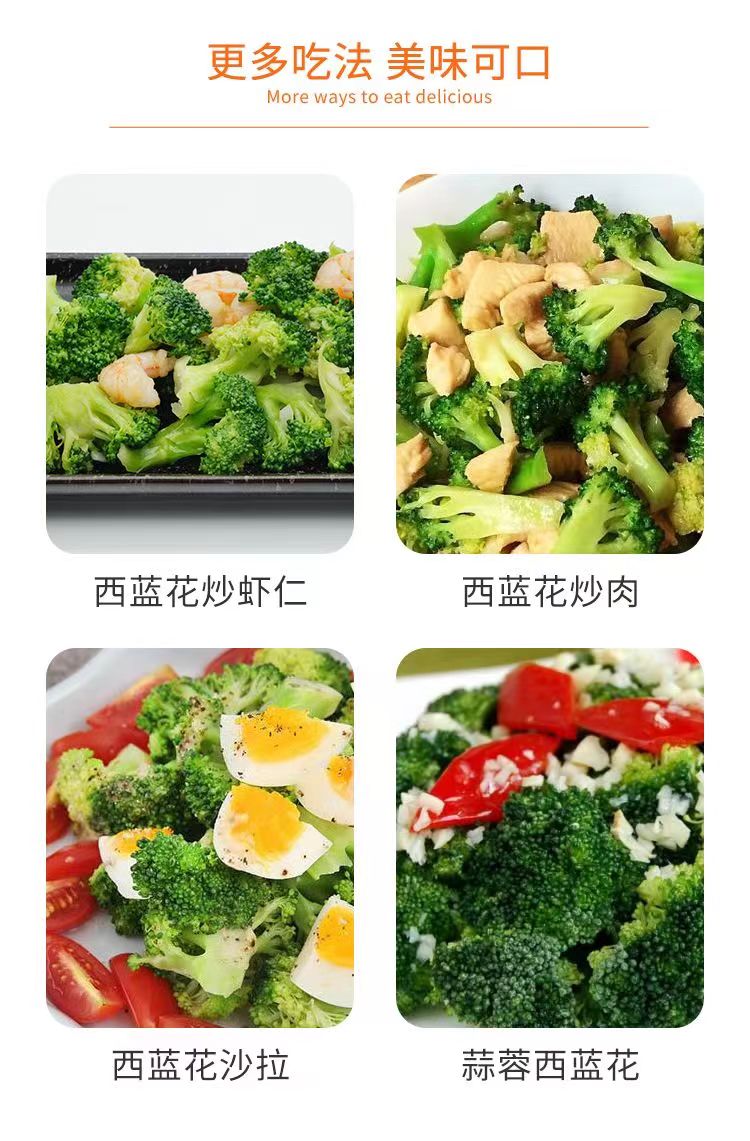 更多吃法 美味可口
More ways to eat delicious
西蓝花炒虾仁
西蓝花炒肉
西蓝花沙拉
蒜蓉西蓝花